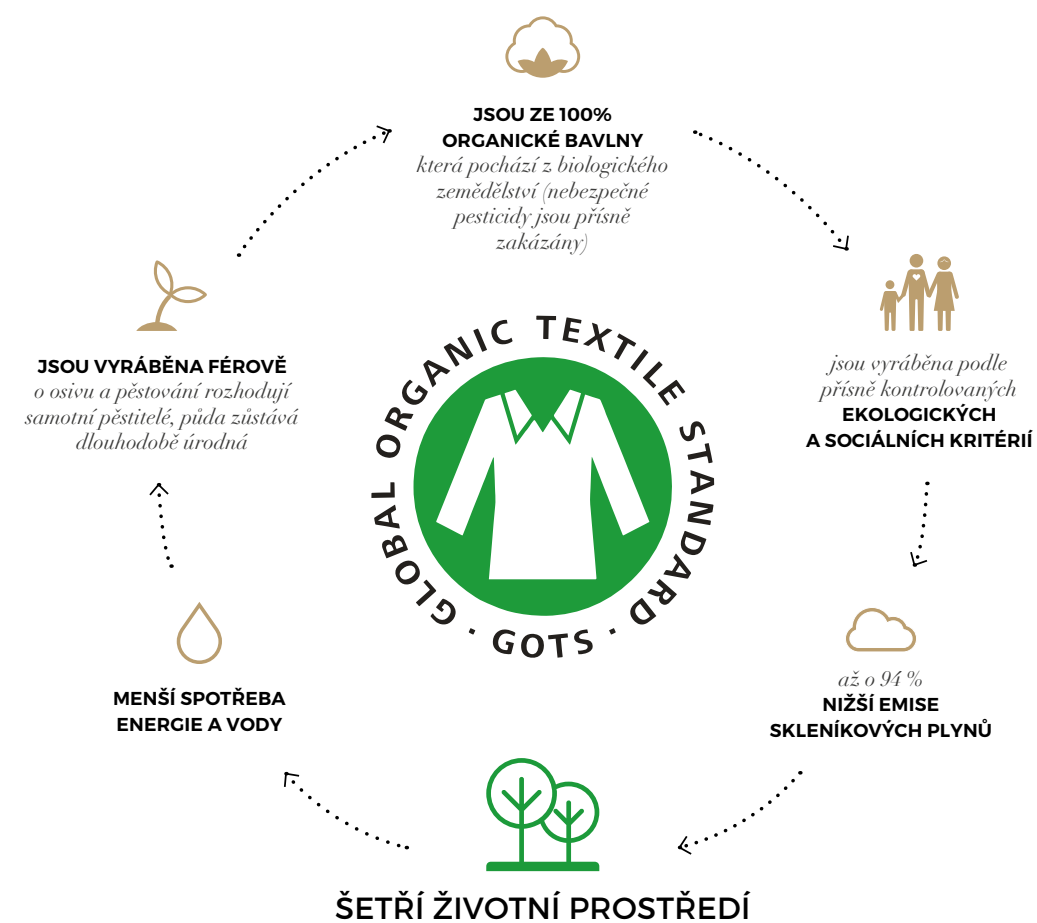 JSOU ZE 100%
ORGANICKÉ BAVLNY
která pochází z biologického
zemědělství (nebezpečné
pesticidy jsou přísně
zakázány)
jsou vyráběna podle
přísně kontrolovaných
EKOLOGICKÝCH
A SOCIÁLNÍCH KRITÉRIÍ
až o 94 %
NIŽŠÍ EMISE
SKLENÍKOVÝCH PLYNŮ
ŠETŘÍ ŽIVOTNÍ PROSTŘEDÍ
MENŠÍ SPOTŘEBA
ENERGIE A VODY
JSOU VYRÁBĚNA FÉROVĚ
o osivu a pěstování rozhodují
samotní pěstitelé, půda zůstává
dlouhodobě úrodná
GLOBAL ORGANIC TEXTILE STANDARD · GOTS ·